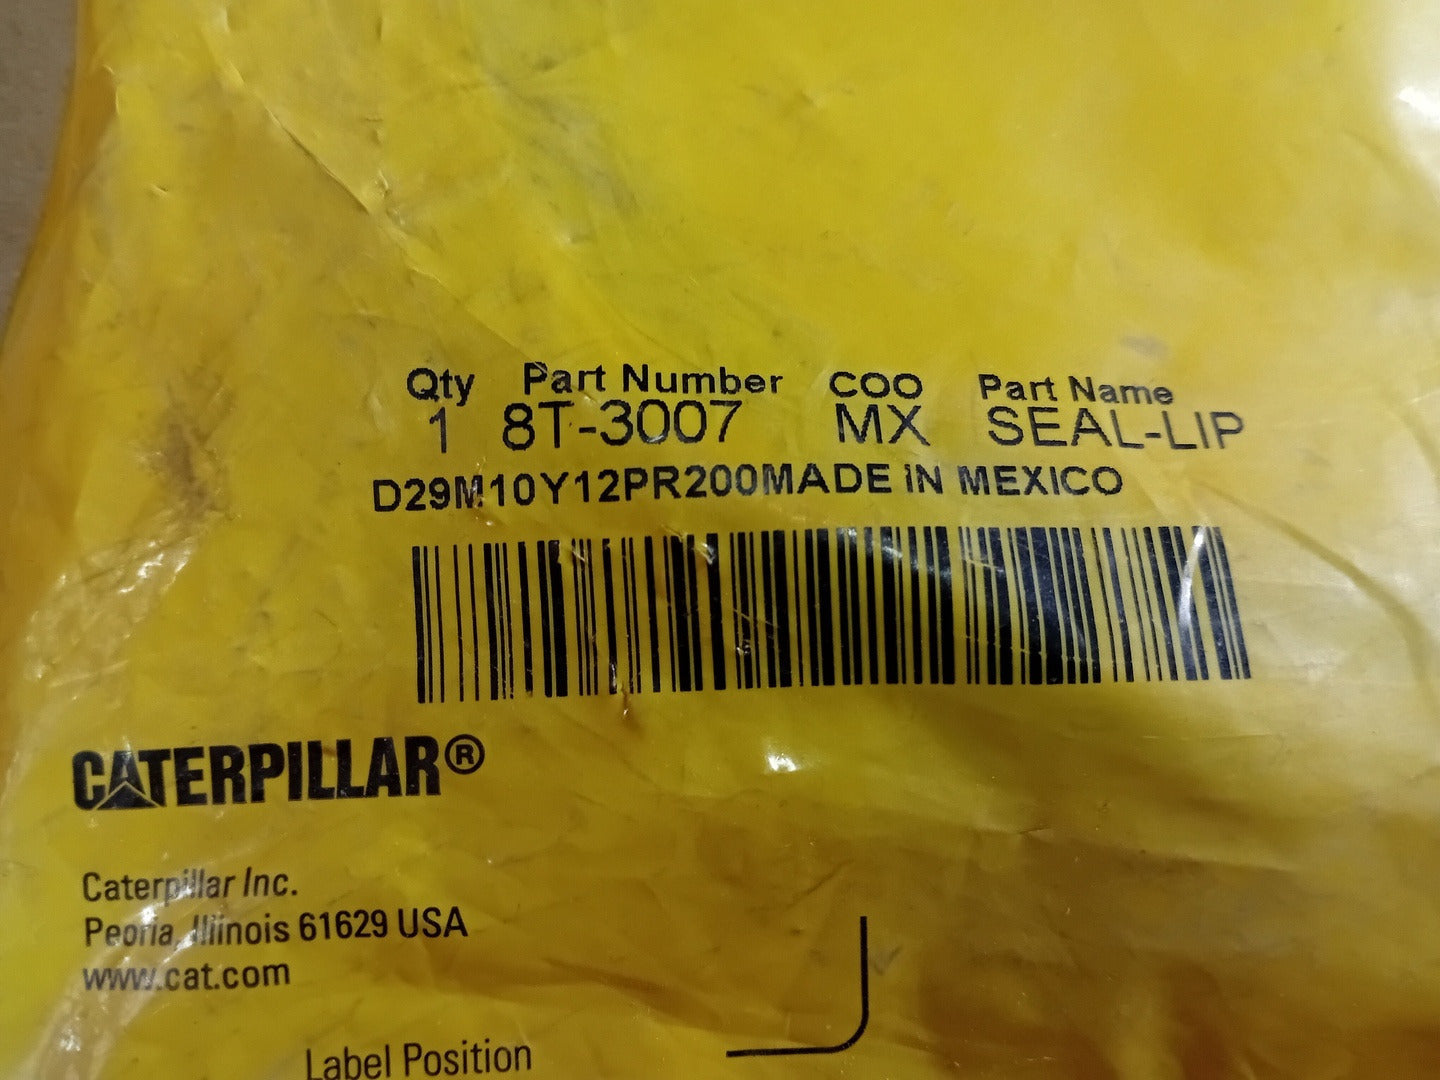 Qty Part Number COO Part Name
1 8T-3007 MX SEAL-LIP
D29M10Y12PR200MADE IN MEXICO
CATERPILLAR®
Caterpillar Inc.
Peoria, Illinois 61629 USA
www.cat.com
Label Position